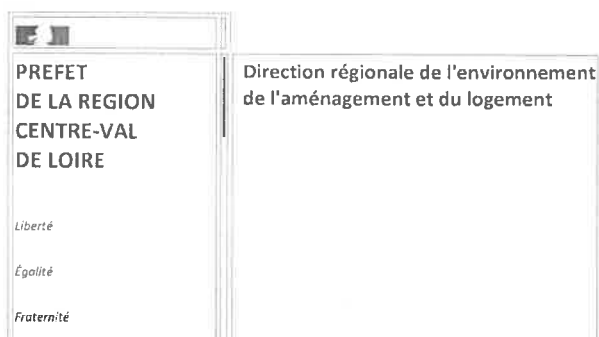 PREFET
DE LA REGION
CENTRE-VAL
DE LOIRE
Liberté
Égalité
Fraternité
Direction régionale de l'environnement
de l'aménagement et du logement